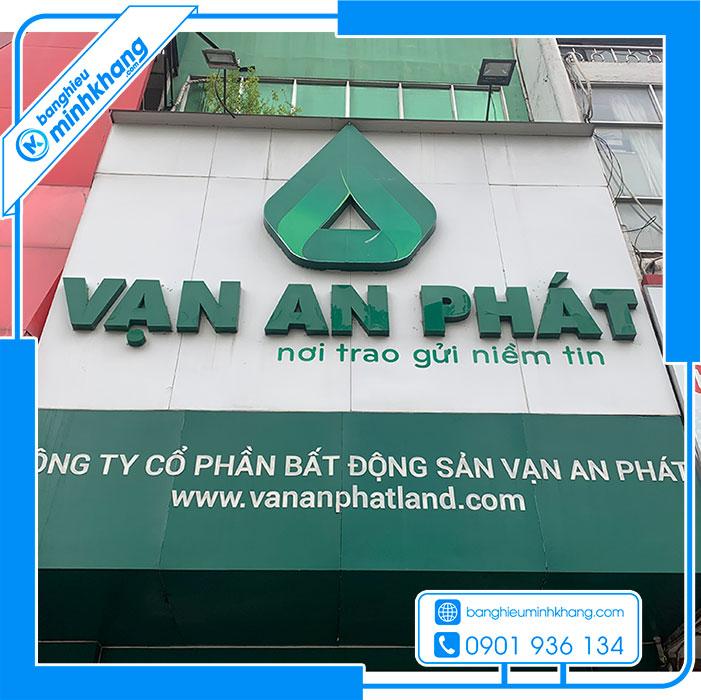 banghieu
minhkhang
.com
VẠN AN PHÁT
nơi trao gửi niềm tin
ÔNG TY CỔ PHẦN BẤT ĐỘNG SẢN VẠN AN PHÁT
www.vananphatland.com
banghieuminhkhang.com
0901 936 134